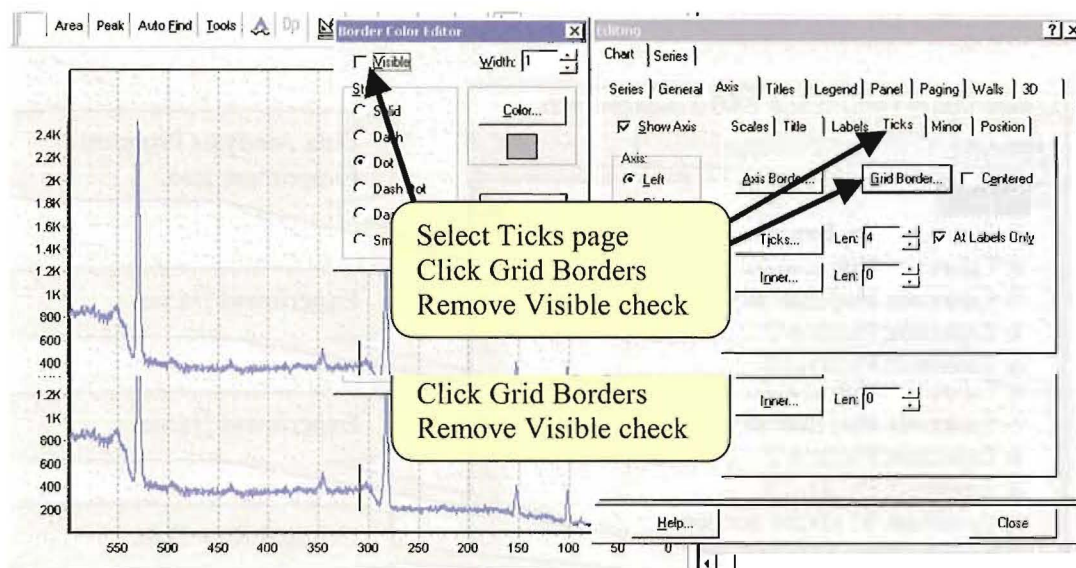 Area Peak Auto Find Tools Dp
Border Color Editor
Visible
Width: 1
Solid
Color...
Dash
Dot
Dash Dot
Editing
Chart Series
Series General Axis Titles Legend Panel Paging Walls 3D
Show Axis
Scales Title Labels Ticks Minor Position
Axis:
Left
Axis Border...
Grid Border...
Centered
Ticks...
Len: 4
At Labels Only
Inner...
Len: 0
Select Ticks page
Click Grid Borders
Remove Visible check
Click Grid Borders
Remove Visible check
Inner...
Len: 0
Help...
Close
2.4K
2.2K
2K
1.8K
1.6K
1.4K
1.2K
1K
800
600
400
1.2K
1K
800
600
400
200
550 500 450 400 350 300 250 200 150 100 50 0